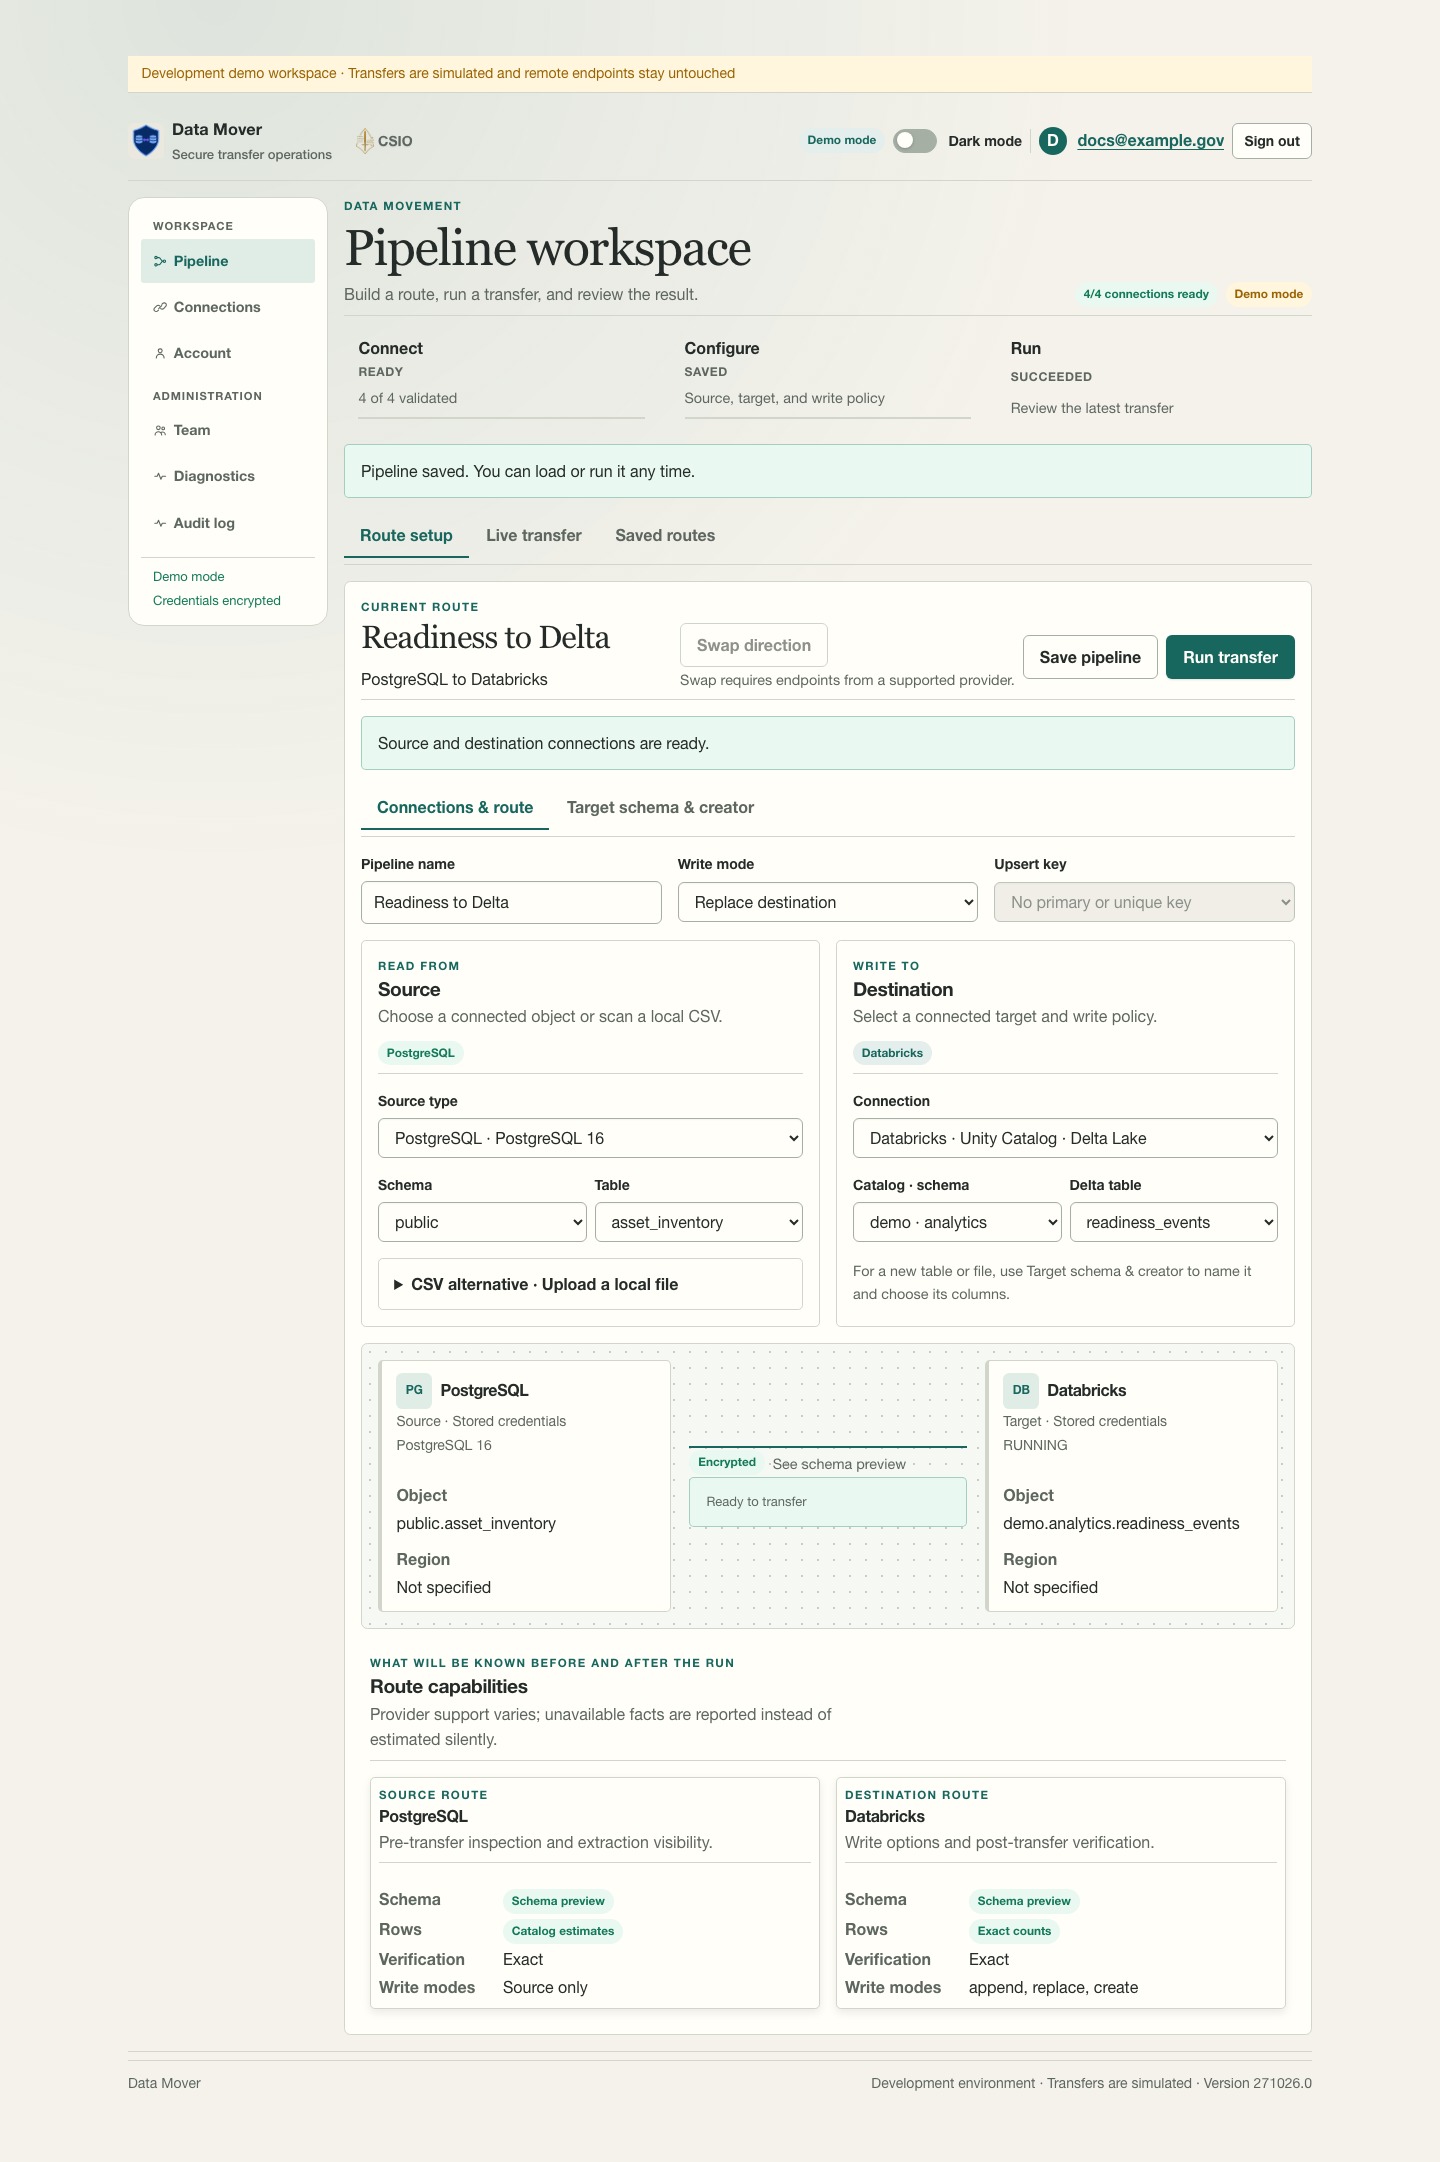 Development demo workspace · Transfers are simulated and remote endpoints stay untouched
Data Mover
Secure transfer operations
CSIO
Demo mode
Dark mode
D
docs@example.gov
Sign out
WORKSPACE
Pipeline
Connections
Account
ADMINISTRATION
Team
Diagnostics
Audit log
Demo mode
Credentials encrypted
DATA MOVEMENT
Pipeline workspace
Build a route, run a transfer, and review the result.
4/4 connections ready
Demo mode
Connect
READY
4 of 4 validated
Configure
SAVED
Source, target, and write policy
Run
SUCCEEDED
Review the latest transfer
Pipeline saved. You can load or run it any time.
Route setup
Live transfer
Saved routes
CURRENT ROUTE
Readiness to Delta
PostgreSQL to Databricks
Swap direction
Swap requires endpoints from a supported provider.
Save pipeline
Run transfer
Source and destination connections are ready.
Connections & route
Target schema & creator
Pipeline name
Readiness to Delta
Write mode
Replace destination
Upsert key
No primary or unique key
READ FROM
Source
Choose a connected object or scan a local CSV.
PostgreSQL
Source type
PostgreSQL · PostgreSQL 16
Schema
public
Table
asset_inventory
CSV alternative · Upload a local file
WRITE TO
Destination
Select a connected target and write policy.
Databricks
Connection
Databricks · Unity Catalog · Delta Lake
Catalog · schema
demo · analytics
Delta table
readiness_events
For a new table or file, use Target schema & creator to name it
and choose its columns.
PG
PostgreSQL
Source · Stored credentials
PostgreSQL 16
Object
public.asset_inventory
Region
Not specified
Encrypted
See schema preview
Ready to transfer
DB
Databricks
Target · Stored credentials
RUNNING
Object
demo.analytics.readiness_events
Region
Not specified
WHAT WILL BE KNOWN BEFORE AND AFTER THE RUN
Route capabilities
Provider support varies; unavailable facts are reported instead of
estimated silently.
SOURCE ROUTE
PostgreSQL
Pre-transfer inspection and extraction visibility.
Schema
Schema preview
Rows
Catalog estimates
Verification
Exact
Write modes
Source only
DESTINATION ROUTE
Databricks
Write options and post-transfer verification.
Schema
Schema preview
Rows
Exact counts
Verification
Exact
Write modes
append, replace, create
Data Mover
Development environment · Transfers are simulated · Version 271026.0